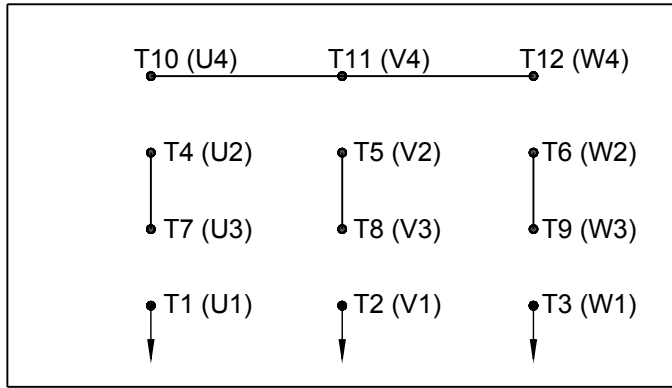 T10 (U4) T11 (V4) T12 (W4)
T4 (U2) T5 (V2) T6 (W2)
T7 (U3) T8 (V3) T9 (W3)
T1 (U1) T2 (V1) T3 (W1)